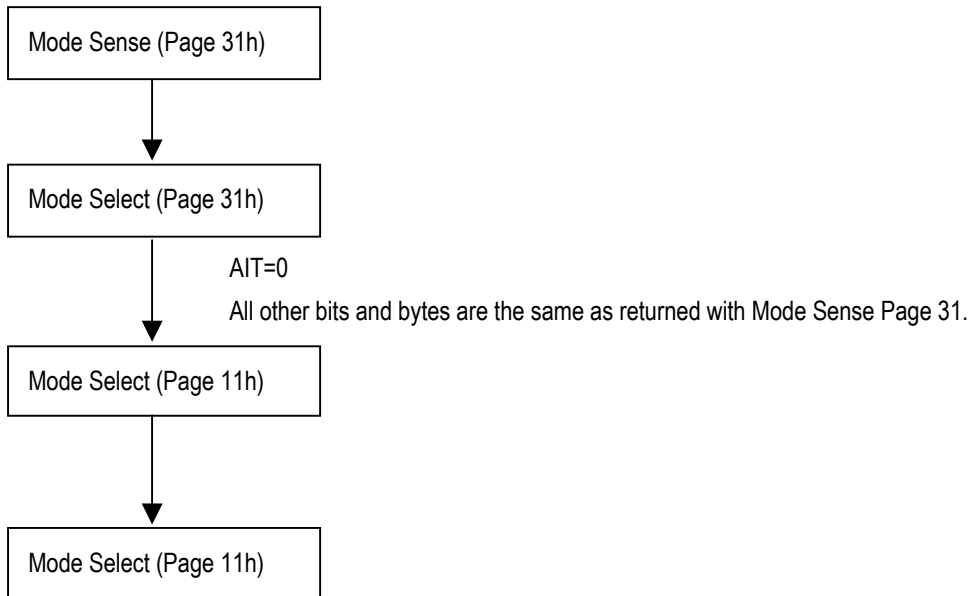 Mode Sense (Page 31h)
Mode Select (Page 31h)
AIT=0
All other bits and bytes are the same as returned with Mode Sense Page 31.
Mode Select (Page 11h)
Mode Select (Page 11h)